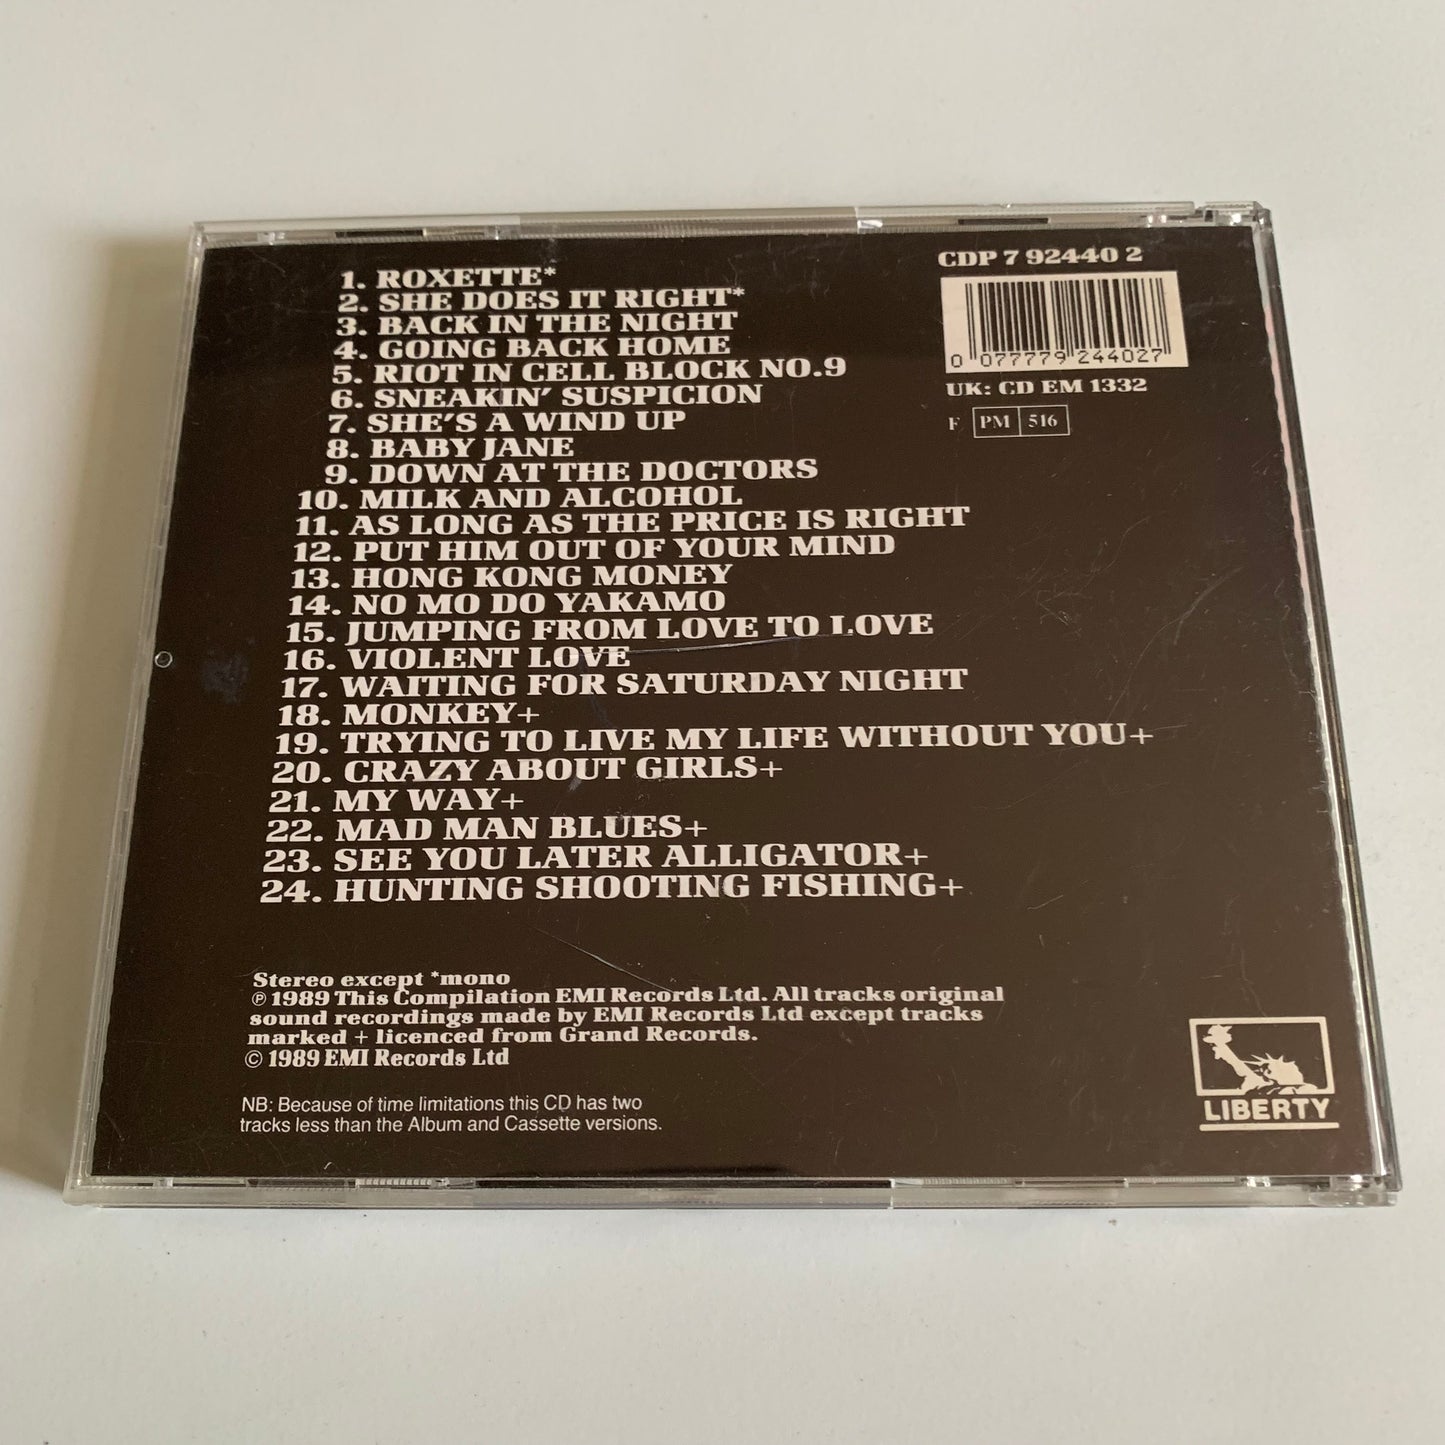 1. ROXETTE*
2. SHE DOES IT RIGHT*
3. BACK IN THE NIGHT
4. GOING BACK HOME
5. RIOT IN CELL BLOCK NO.9
6. SNEAKIN' SUSPICION
7. SHE'S A WIND UP
8. BABY JANE
9. DOWN AT THE DOCTORS
10. MILK AND ALCOHOL
11. AS LONG AS THE PRICE IS RIGHT
12. PUT HIM OUT OF YOUR MIND
13. HONG KONG MONEY
14. NO MO DO YAKAMO
15. JUMPING FROM LOVE TO LOVE
16. VIOLENT LOVE
17. WAITING FOR SATURDAY NIGHT
18. MONKEY+
19. TRYING TO LIVE MY LIFE WITHOUT YOU+
20. CRAZY ABOUT GIRLS+
21. MY WAY+
22. MAD MAN BLUES+
23. SEE YOU LATER ALLIGATOR+
24. HUNTING SHOOTING FISHING+
CDP 7 92440 2
0 077779 244027
UK: CD EM 1332
F PM 516
Stereo except *mono
℗ 1989 This Compilation EMI Records Ltd. All tracks original
sound recordings made by EMI Records Ltd except tracks
marked + licenced from Grand Records.
© 1989 EMI Records Ltd
NB: Because of time limitations this CD has two
tracks less than the Album and Cassette versions.
LIBERTY